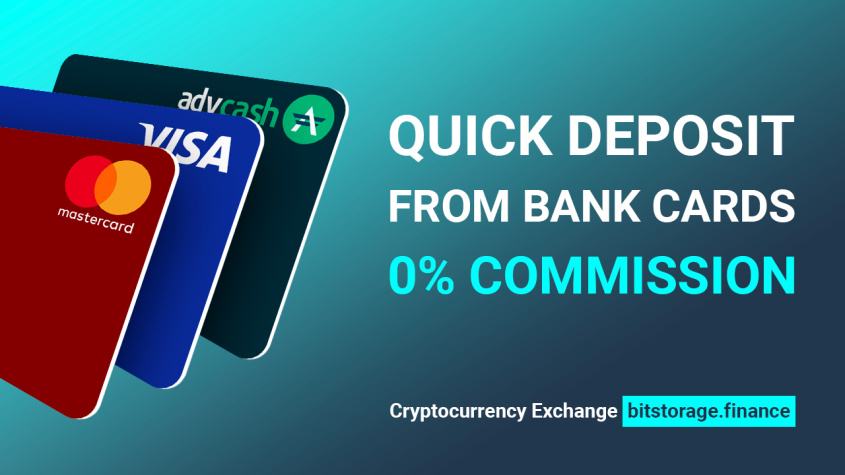 advcash
VISA
mastercard
QUICK DEPOSIT
FROM BANK CARDS
0% COMMISSION
Cryptocurrency Exchange bitstorage.finance